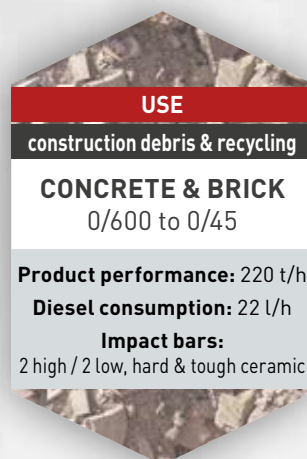 USE
construction debris & recycling
CONCRETE & BRICK
0/600 to 0/45
Product performance: 220 t/h
Diesel consumption: 22 l/h
Impact bars:
2 high / 2 low, hard & tough ceramic